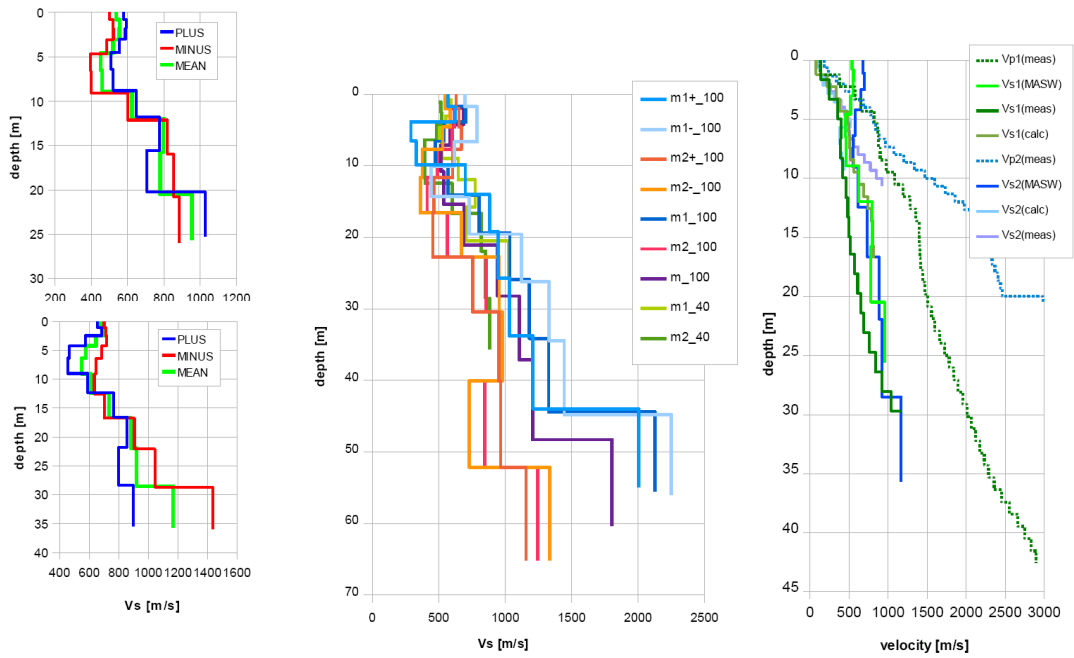 0
5
10
15
20
25
30
depth [m]
200 400 600 800 1000 1200
PLUS
MINUS
MEAN
0
5
10
15
20
25
30
35
40
depth [m]
400 600 800 1000 1200 1400 1600
Vs [m/s]
PLUS
MINUS
MEAN
0
10
20
30
40
50
60
70
depth [m]
0 500 1000 1500 2000 2500
Vs [m/s]
m1+_100
m1-_100
m2+_100
m2-_100
m1_100
m2_100
m_100
m1_40
m2_40
0
5
10
15
20
25
30
35
40
45
depth [m]
0 500 1000 1500 2000 2500 3000
velocity [m/s]
Vp1(meas)
Vs1(MASW)
Vs1(meas)
Vs1(calc)
Vp2(meas)
Vs2(MASW)
Vs2(calc)
Vs2(meas)